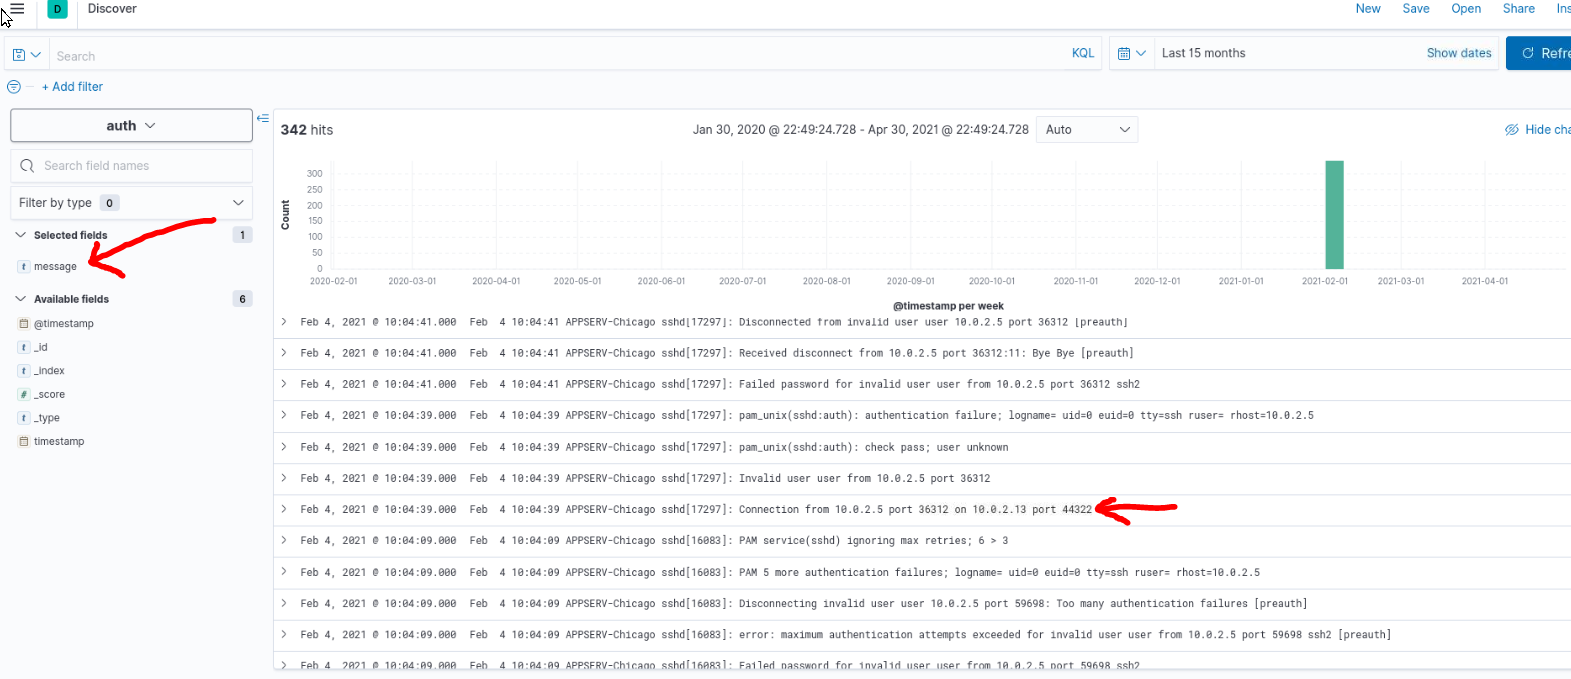 D Discover New Save Open Share Ins
Search KQL Last 15 months Show dates Refre
+ Add filter
auth
Search field names
Filter by type 0
Selected fields 1
t message
Available fields 6
@timestamp
t _id
t _index
# _score
t _type
timestamp
342 hits Jan 30, 2020 @ 22:49:24.728 - Apr 30, 2021 @ 22:49:24.728 Auto Hide cha
Count
300
250
200
150
100
50
0
2020-02-01 2020-03-01 2020-04-01 2020-05-01 2020-06-01 2020-07-01 2020-08-01 2020-09-01 2020-10-01 2020-11-01 2020-12-01 2021-01-01 2021-02-01 2021-03-01 2021-04-01
@timestamp per week
Feb 4, 2021 @ 10:04:41.000 Feb 4 10:04:41 APPSERV-Chicago sshd[17297]: Disconnected from invalid user user 10.0.2.5 port 36312 [preauth]
Feb 4, 2021 @ 10:04:41.000 Feb 4 10:04:41 APPSERV-Chicago sshd[17297]: Received disconnect from 10.0.2.5 port 36312:11: Bye Bye [preauth]
Feb 4, 2021 @ 10:04:41.000 Feb 4 10:04:41 APPSERV-Chicago sshd[17297]: Failed password for invalid user user from 10.0.2.5 port 36312 ssh2
Feb 4, 2021 @ 10:04:39.000 Feb 4 10:04:39 APPSERV-Chicago sshd[17297]: pam_unix(sshd:auth): authentication failure; logname= uid=0 euid=0 tty=ssh ruser= rhost=10.0.2.5
Feb 4, 2021 @ 10:04:39.000 Feb 4 10:04:39 APPSERV-Chicago sshd[17297]: pam_unix(sshd:auth): check pass; user unknown
Feb 4, 2021 @ 10:04:39.000 Feb 4 10:04:39 APPSERV-Chicago sshd[17297]: Invalid user user from 10.0.2.5 port 36312
Feb 4, 2021 @ 10:04:39.000 Feb 4 10:04:39 APPSERV-Chicago sshd[17297]: Connection from 10.0.2.5 port 36312 on 10.0.2.13 port 44322
Feb 4, 2021 @ 10:04:09.000 Feb 4 10:04:09 APPSERV-Chicago sshd[16083]: PAM service(sshd) ignoring max retries; 6 > 3
Feb 4, 2021 @ 10:04:09.000 Feb 4 10:04:09 APPSERV-Chicago sshd[16083]: PAM 5 more authentication failures; logname= uid=0 euid=0 tty=ssh ruser= rhost=10.0.2.5
Feb 4, 2021 @ 10:04:09.000 Feb 4 10:04:09 APPSERV-Chicago sshd[16083]: Disconnecting invalid user user 10.0.2.5 port 59698: Too many authentication failures [preauth]
Feb 4, 2021 @ 10:04:09.000 Feb 4 10:04:09 APPSERV-Chicago sshd[16083]: error: maximum authentication attempts exceeded for invalid user user from 10.0.2.5 port 59698 ssh2 [preauth]
Feb 4, 2021 @ 10:04:09.000 Feb 4 10:04:09 APPSERV-Chicago sshd[16083]: Failed password for invalid user user from 10.0.2.5 port 59698 ssh2